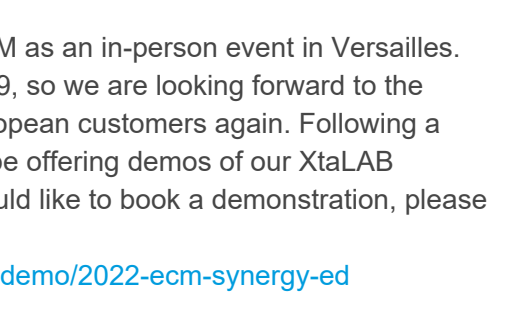 M as an in-person event in Versailles.
9, so we are looking forward to the
opean customers again. Following a
be offering demos of our XtaLAB
uld like to book a demonstration, please
demo/2022-ecm-synergy-ed